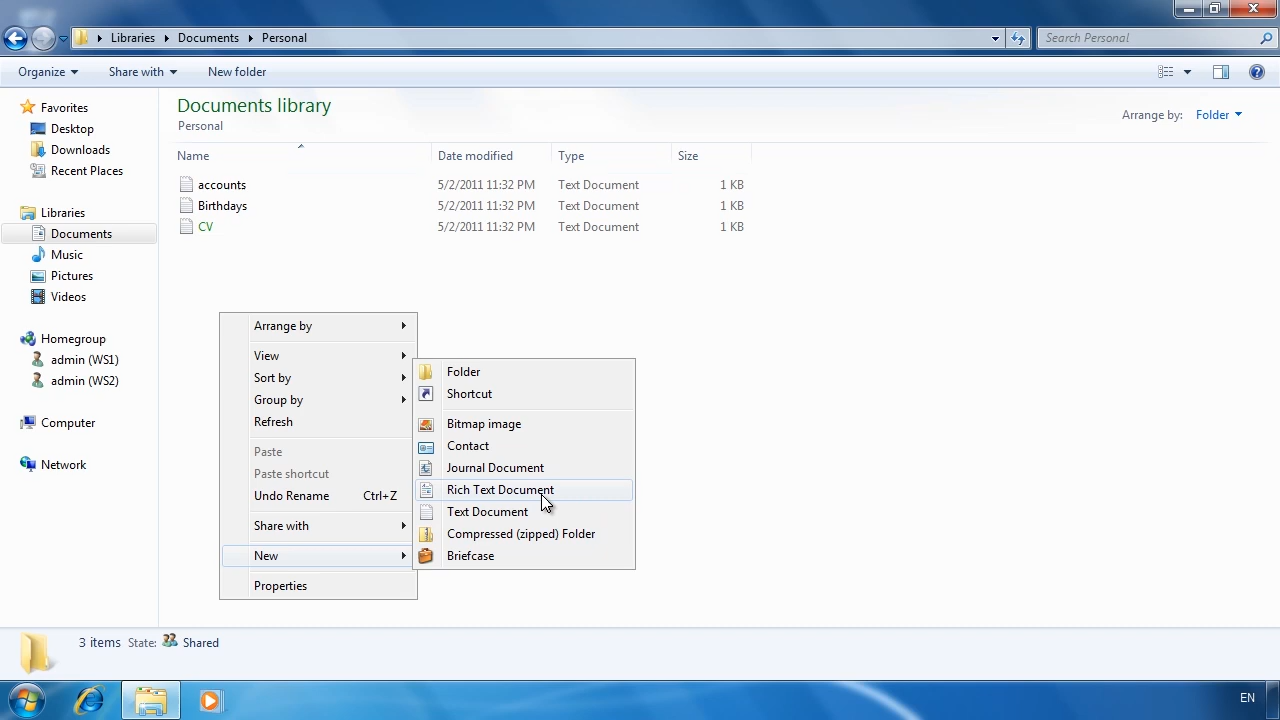 Libraries Documents Personal
Search Personal
Organize Share with New folder
Favorites
Desktop
Downloads
Recent Places
Libraries
Documents
Music
Pictures
Videos
Homegroup
admin (WS1)
admin (WS2)
Computer
Network
Documents library
Personal
Arrange by: Folder
Name Date modified Type Size
accounts 5/2/2011 11:32 PM Text Document 1 KB
Birthdays 5/2/2011 11:32 PM Text Document 1 KB
CV 5/2/2011 11:32 PM Text Document 1 KB
Arrange by
View
Sort by
Group by
Refresh
Paste
Paste shortcut
Undo Rename Ctrl+Z
Share with
New
Properties
Folder
Shortcut
Bitmap image
Contact
Journal Document
Rich Text Document
Text Document
Compressed (zipped) Folder
Briefcase
3 items State: Shared
EN